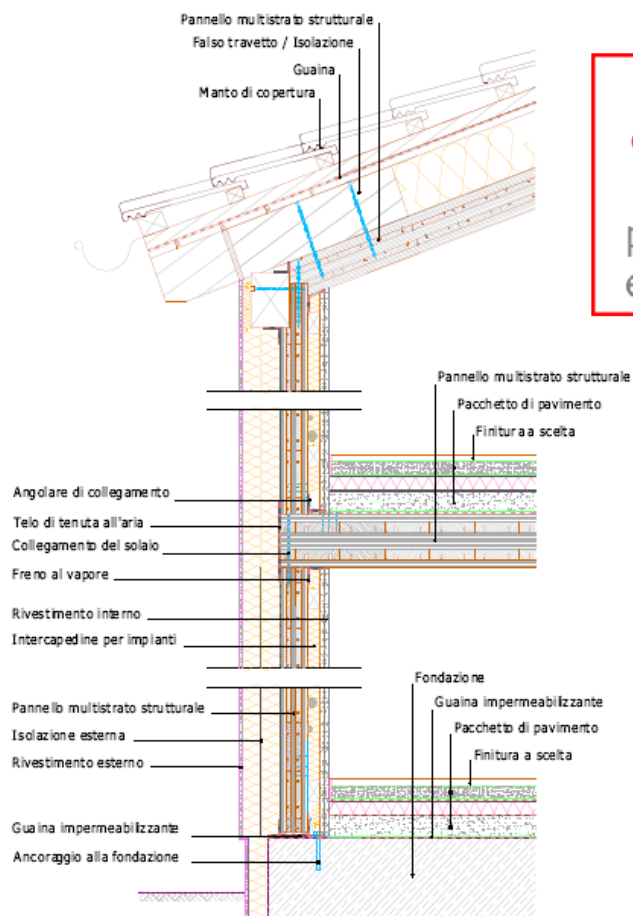 Pannello multistrato strutturale
Falso travetto / Isolazione
Guaina
Manto di copertura
Pannello multistrato strutturale
Pacchetto di pavimento
Finitura a scelta
Angolare di collegamento
Telo di tenuta all'aria
Collegamento del solaio
Freno al vapore
Rivestimento interno
Intercapedine per impianti
Fondazione
Guaina impermeabilizzante
Pacchetto di pavimento
Finitura a scelta
Pannello multistrato strutturale
Isolazione esterna
Rivestimento esterno
Guaina impermeabilizzante
Ancoraggio alla fondazione